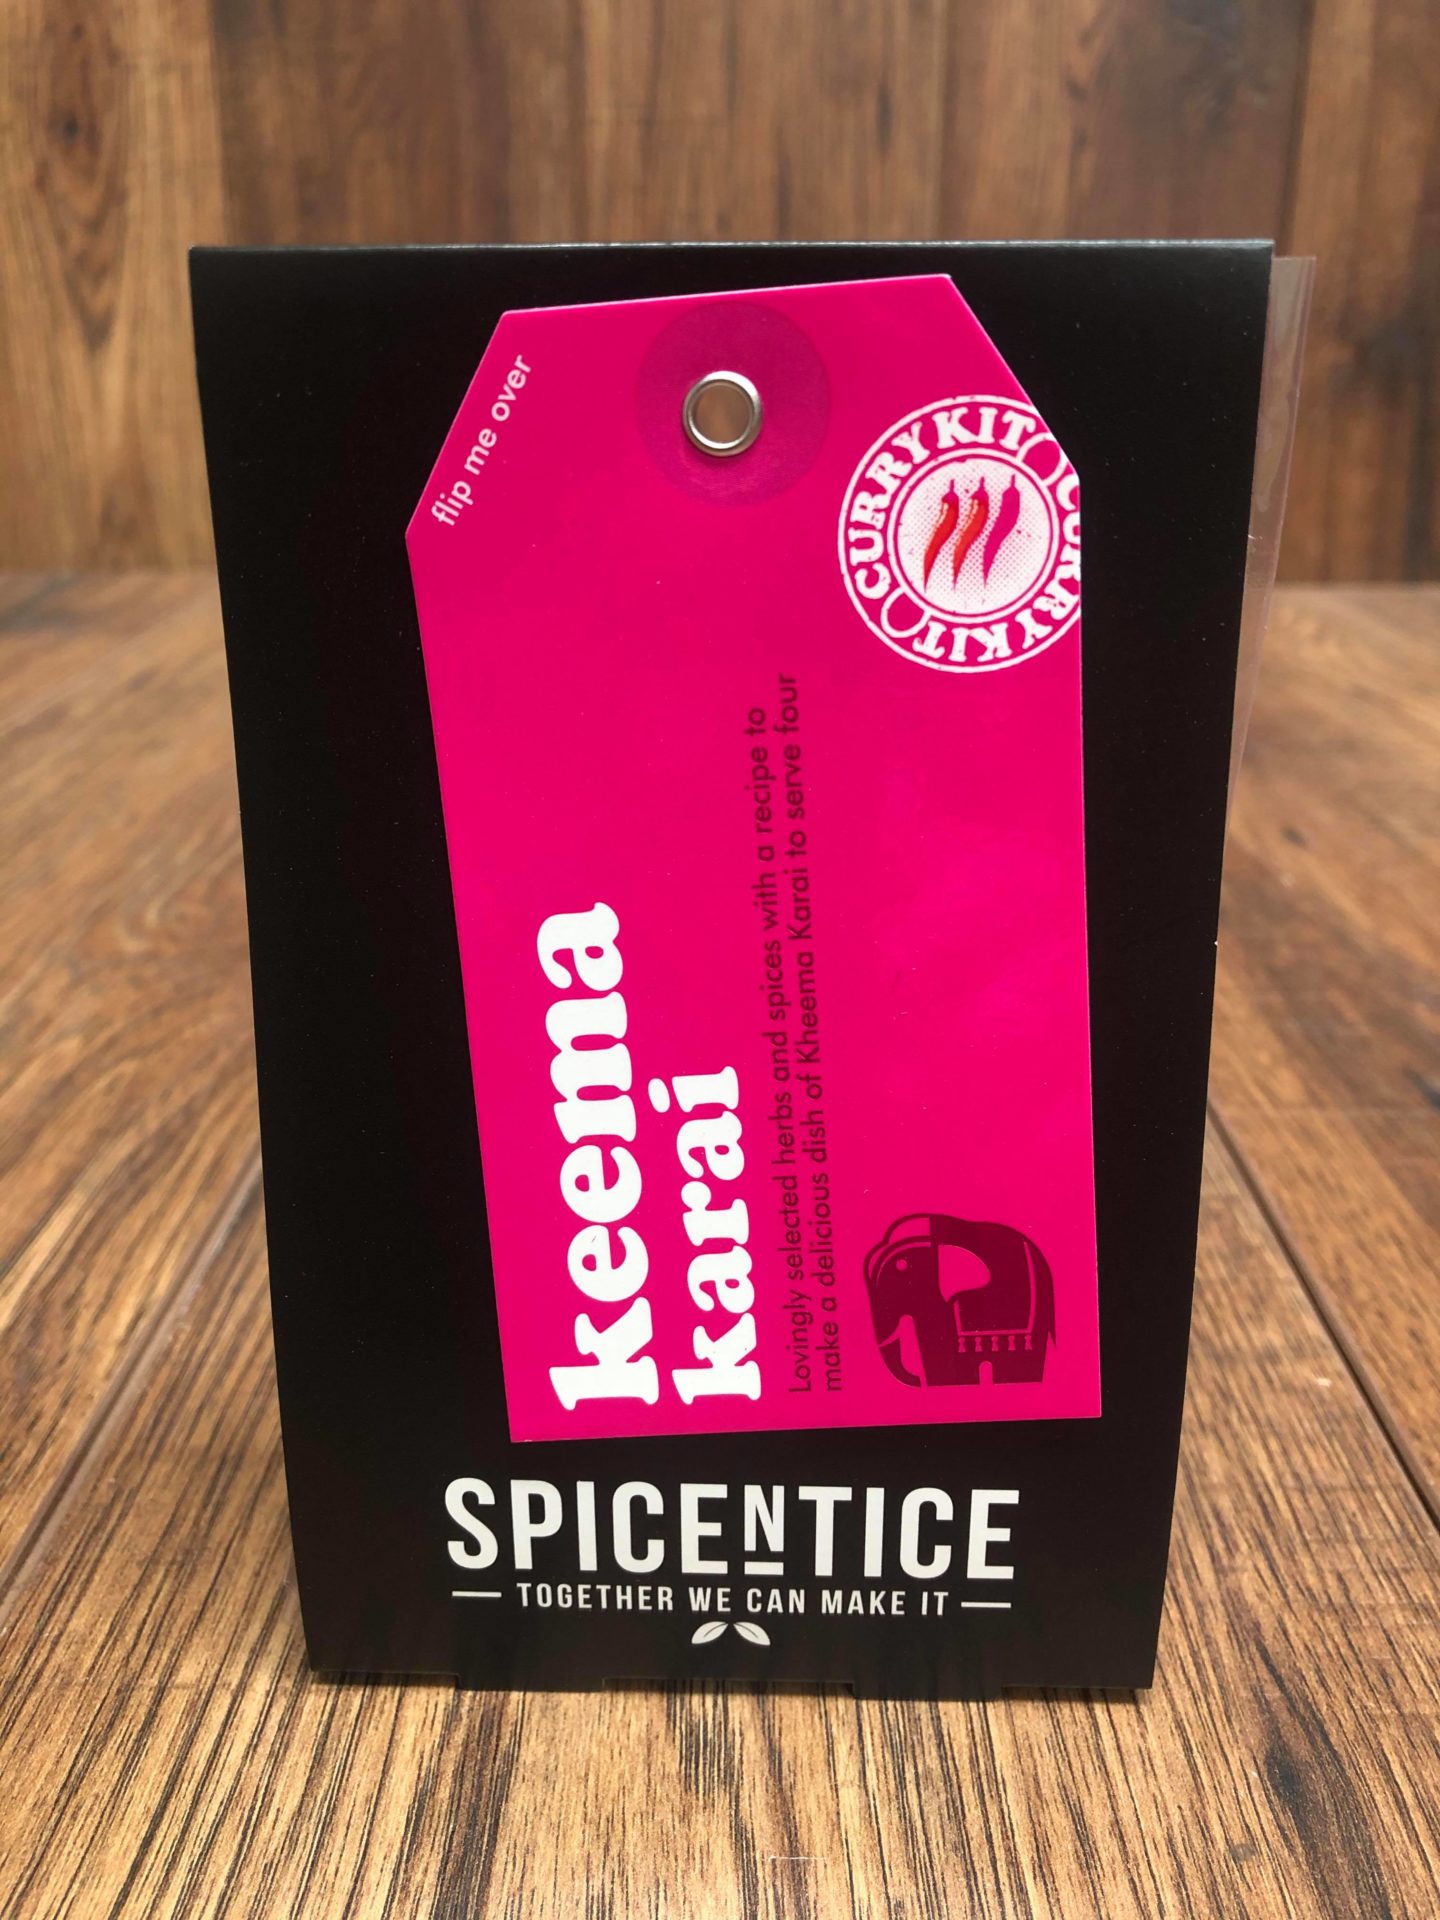 flip me over
CURRY KIT CURRY KIT
keema
karai
Lovingly selected herbs and spices with a recipe to
make a delicious dish of Kheema Karai to serve four
SPICENTICE
TOGETHER WE CAN MAKE IT